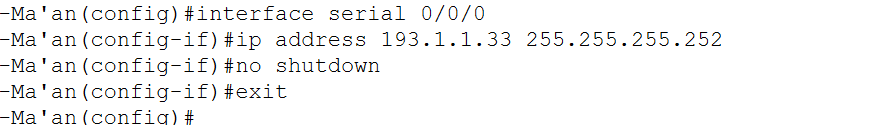 -Ma'an(config)#interface serial 0/0/0
-Ma'an(config-if)#ip address 193.1.1.33 255.255.255.252
-Ma'an(config-if)#no shutdown
-Ma'an(config-if)#exit
-Ma'an(config)#